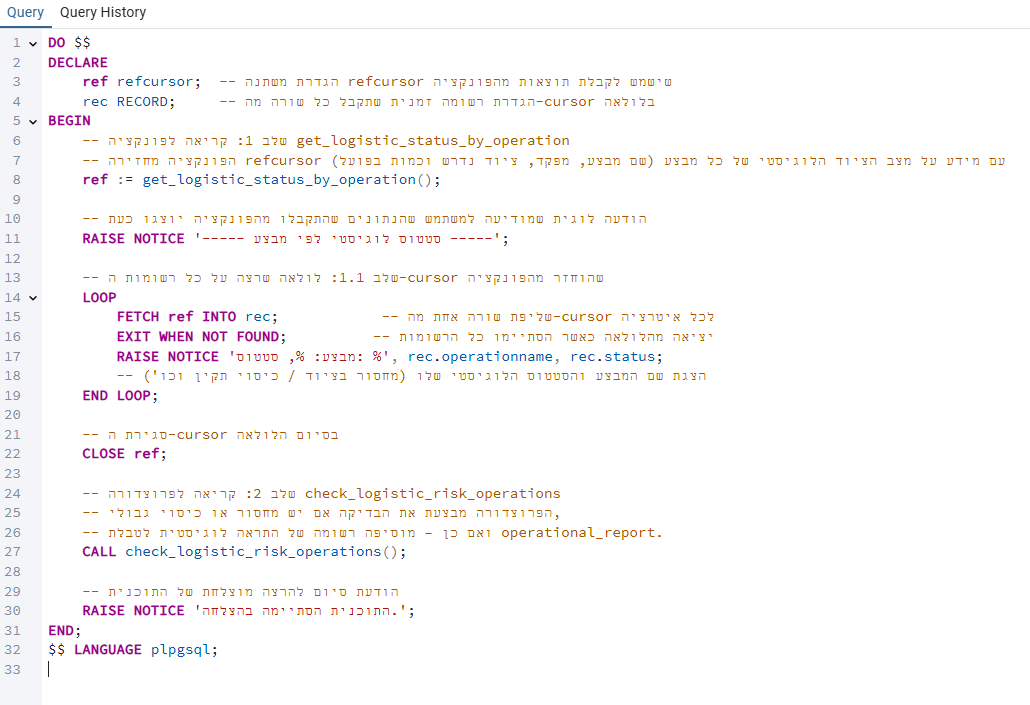 Query Query History
1 DO $$
2 DECLARE
3 ref refcursor; -- הגדרת משתנה refcursor שישמש לקבלת תוצאות מהפונקציה
4 rec RECORD; -- הגדרת רשומה זמנית שתקבל כל שורה מה-cursor בלולאה
5 BEGIN
6 -- שלב 1: קריאה לפונקציה get_logistic_status_by_operation
7 -- הפונקציה מחזירה refcursor עם מידע על מצב הציוד הלוגיסטי של כל מבצע (שם מבצע, מפקד, ציוד נדרש וכמות בפועל)
8 ref := get_logistic_status_by_operation();
9
10 -- הודעה לוגית שמודיעה למשתמש שהנתונים שהתקבלו מהפונקציה יוצגו כעת
11 RAISE NOTICE '----- סטטוס לוגיסטי לפי מבצע -----';
12
13 -- שלב 1.1: לולאה שרצה על כל רשומות ה-cursor שהוחזר מהפונקציה
14 LOOP
15 FETCH ref INTO rec; -- שליפת שורה אחת מה-cursor לכל איטרציה
16 EXIT WHEN NOT FOUND; -- יציאה מהלולאה כאשר הסתיימו כל הרשומות
17 RAISE NOTICE 'מבצע: %, סטטוס: %', rec.operationname, rec.status;
18 -- הצגת שם המבצע והסטטוס הלוגיסטי שלו (מחסור בציוד / כיסוי תקין וכו')
19 END LOOP;
20
21 -- סגירת ה-cursor בסיום הלולאה
22 CLOSE ref;
23
24 -- שלב 2: קריאה לפרוצדורה check_logistic_risk_operations
25 -- הפרוצדורה מבצעת את הבדיקה אם יש מחסור או כיסוי גבולי,
26 -- ואם כן – מוסיפה רשומה של התראה לוגיסטית לטבלת operational_report.
27 CALL check_logistic_risk_operations();
28
29 -- הודעת סיום להרצה מוצלחת של התוכנית
30 RAISE NOTICE 'התוכנית הסתיימה בהצלחה.';
31 END;
32 $$ LANGUAGE plpgsql;
33